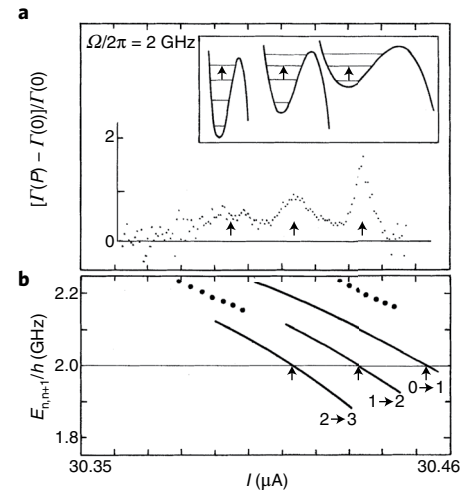 a
Ω/2π = 2 GHz
[Γ(P) − Γ(0)]/Γ(0)
2
1
0
b
2.2
2.0
1.8
E_{n,n+1}/h (GHz)
0→1
1→2
2→3
30.35
30.46
I (μA)